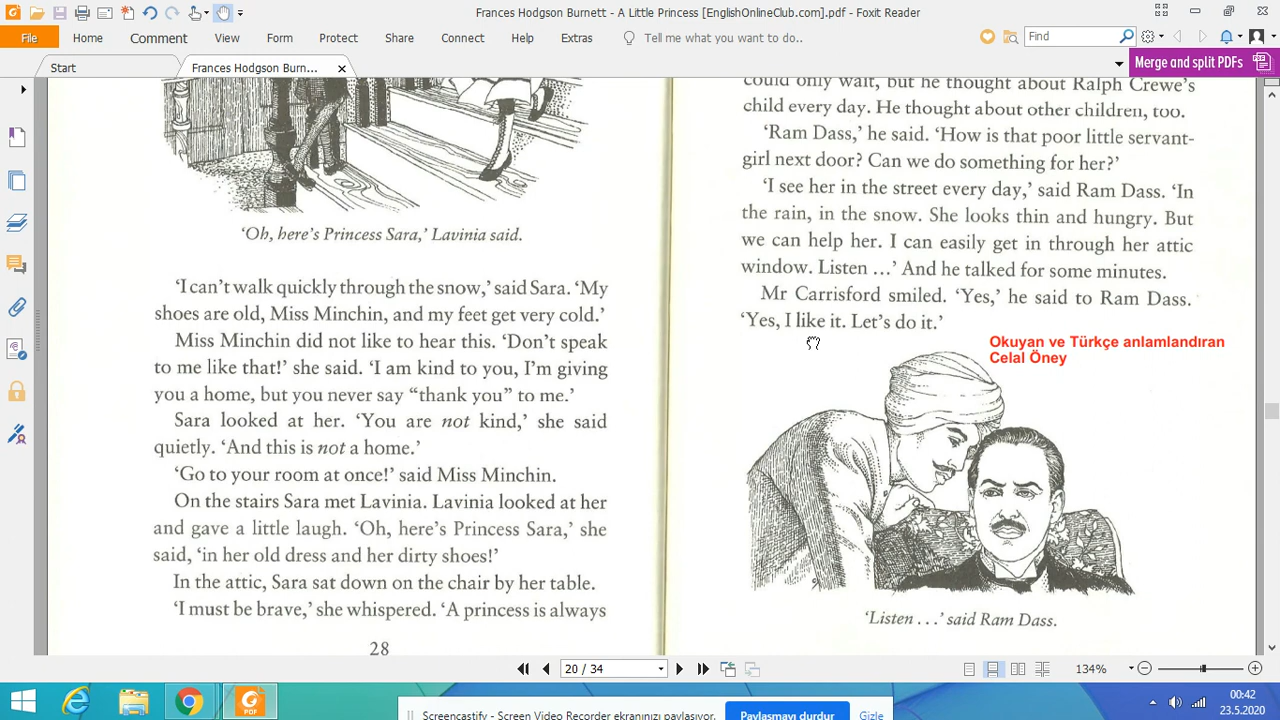 Frances Hodgson Burnett - A Little Princess [EnglishOnlineClub.com].pdf - Foxit Reader
File Home Comment View Form Protect Share Connect Help Extras Tell me what you want to do.. Find
Start Frances Hodgson Burn... Merge and split PDFs
'Oh, here's Princess Sara,' Lavinia said.
'I can't walk quickly through the snow,' said Sara. 'My
shoes are old, Miss Minchin, and my feet get very cold.'
Miss Minchin did not like to hear this. 'Don't speak
to me like that!' she said. 'I am kind to you, I'm giving
you a home, but you never say "thank you" to me.'
Sara looked at her. 'You are not kind,' she said
quietly. 'And this is not a home.'
'Go to your room at once!' said Miss Minchin.
On the stairs Sara met Lavinia. Lavinia looked at her
and gave a little laugh. 'Oh, here's Princess Sara,' she
said, 'in her old dress and her dirty shoes!'
In the attic, Sara sat down on the chair by her table.
'I must be brave,' she whispered. 'A princess is always
28
could only wait, but he thought about Ralph Crewe's
child every day. He thought about other children, too.
'Ram Dass,' he said. 'How is that poor little servant-
girl next door? Can we do something for her?'
'I see her in the street every day,' said Ram Dass. 'In
the rain, in the snow. She looks thin and hungry. But
we can help her. I can easily get in through her attic
window. Listen ...' And he talked for some minutes.
Mr Carrisford smiled. 'Yes,' he said to Ram Dass.
'Yes, I like it. Let's do it.'
Okuyan ve Türkçe anlamlandıran
Celal Öney
'Listen . . .' said Ram Dass.
20 / 34
134%
PDF
Screencastify - Screen Video Recorder ekranınızı paylaşıyor. Paylaşmayı durdur Gizle
00:42
23.5.2020